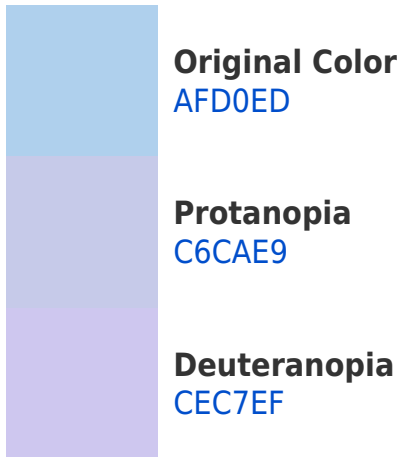 Original Color
AFD0ED
Protanopia
C6CAE9
Deuteranopia
CEC7EF